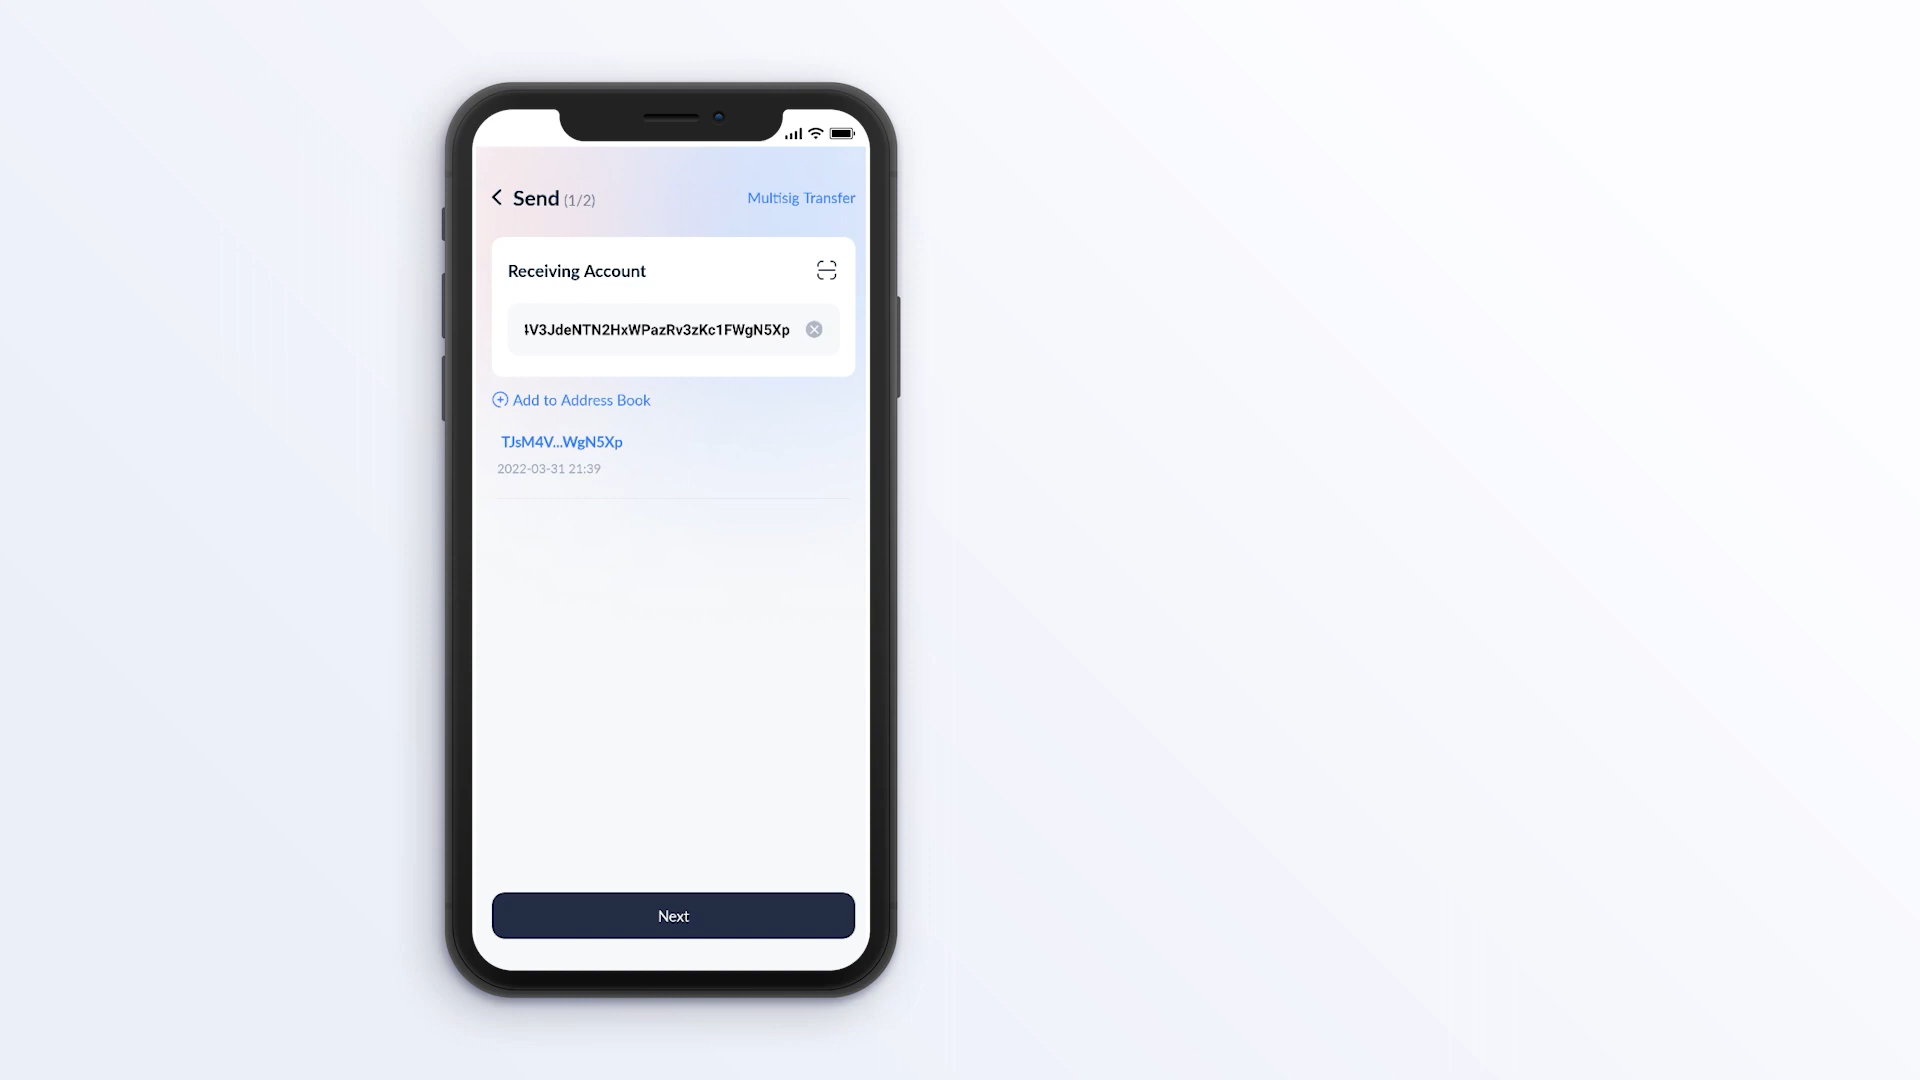 Send (1/2)
Multisig Transfer
Receiving Account
4V3JdeNTN2HxWPazRv3zKc1FWgN5Xp
Add to Address Book
TJsM4V...WgN5Xp
2022-03-31 21:39
Next